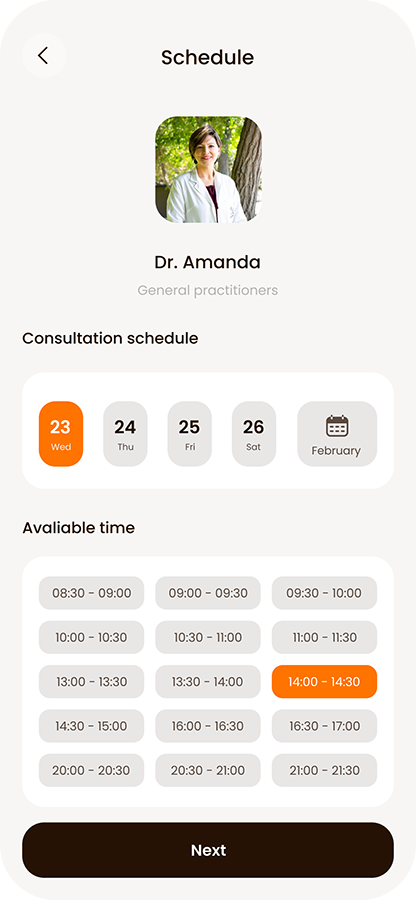 Schedule
Dr. Amanda
General practitioners
Consultation schedule
23 24 25 26
Wed Thu Fri Sat February
Avaliable time
08:30 - 09:00 09:00 - 09:30 09:30 - 10:00
10:00 - 10:30 10:30 - 11:00 11:00 - 11:30
13:00 - 13:30 13:30 - 14:00 14:00 - 14:30
14:30 - 15:00 16:00 - 16:30 16:30 - 17:00
20:00 - 20:30 20:30 - 21:00 21:00 - 21:30
Next